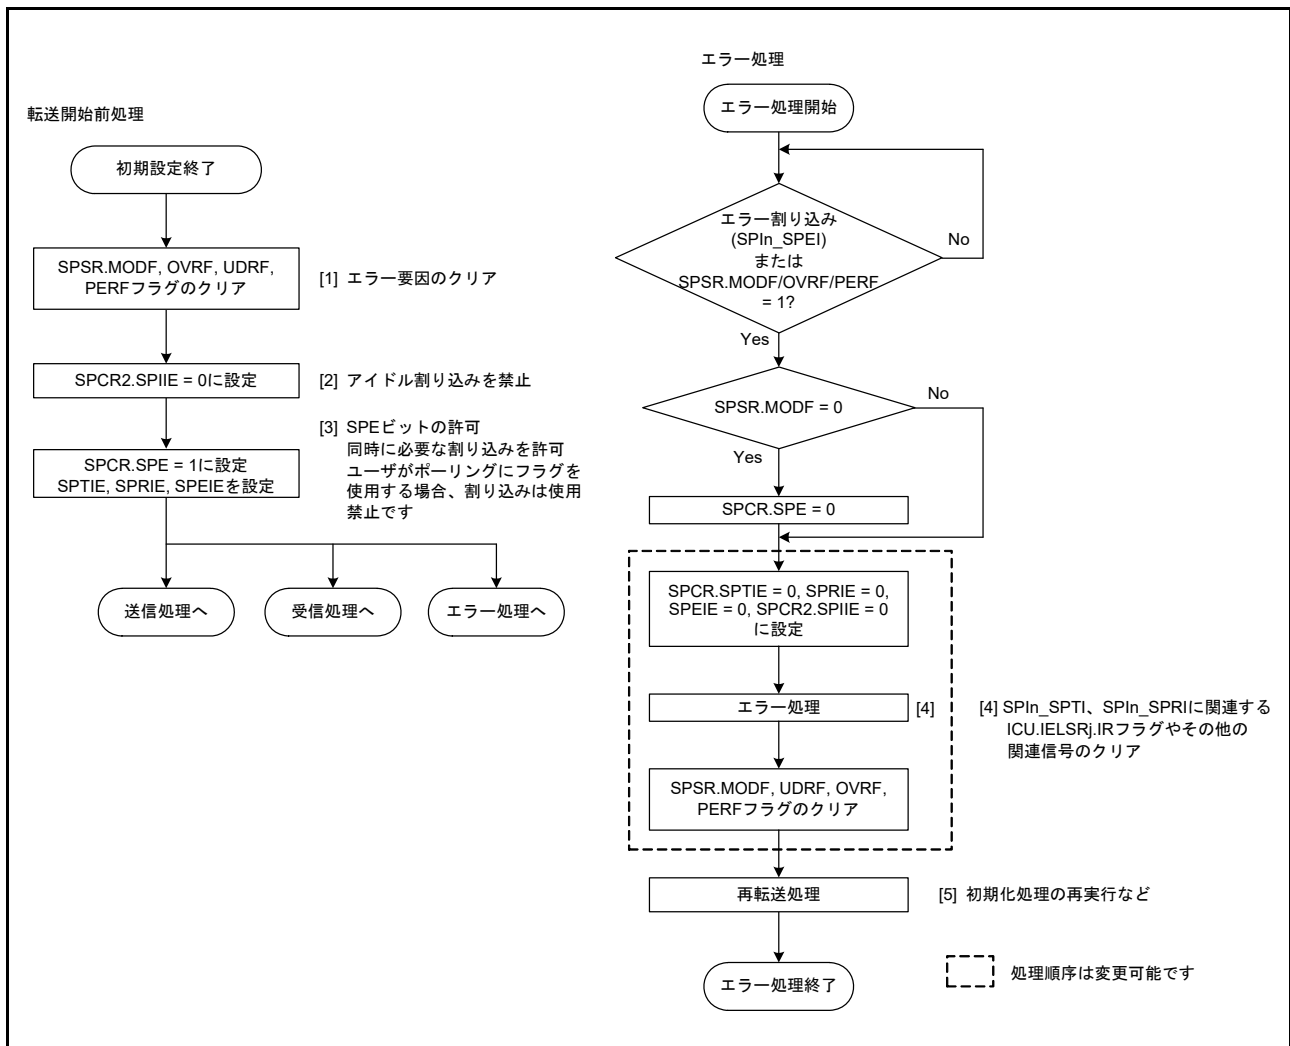 転送開始前処理
初期設定終了
SPSR.MODF, OVRF, UDRF,
PERFフラグのクリア
[1] エラー要因のクリア
SPCR2.SPIIE = 0に設定
[2] アイドル割り込みを禁止
SPCR.SPE = 1に設定
SPTIE, SPRIE, SPEIEを設定
[3] SPEビットの許可
同時に必要な割り込みを許可
ユーザがポーリングにフラグを
使用する場合、割り込みは使用
禁止です
送信処理へ
受信処理へ
エラー処理へ
エラー処理
エラー処理開始
エラー割り込み
(SPIn_SPEI)
または
SPSR.MODF/OVRF/PERF
= 1?
No
Yes
SPSR.MODF = 0
No
Yes
SPCR.SPE = 0
SPCR.SPTIE = 0, SPRIE = 0,
SPEIE = 0, SPCR2.SPIIE = 0
に設定
エラー処理
[4]
[4] SPIn_SPTI、SPIn_SPRIに関連する
ICU.IELSRj.IRフラグやその他の
関連信号のクリア
SPSR.MODF, UDRF, OVRF,
PERFフラグのクリア
再転送処理
[5] 初期化処理の再実行など
エラー処理終了
処理順序は変更可能です